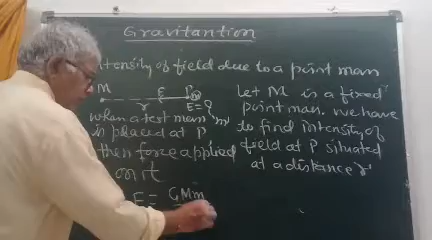 Gravitantion
ntensity of field due to a point mass
M
r
E
P
m
E = ?
when a test mass 'm'
is placed at P
then force applied
on it
F = GMm
Let M is a fixed
point mass. we have
to find intensity of
field at P situated
at a distance r